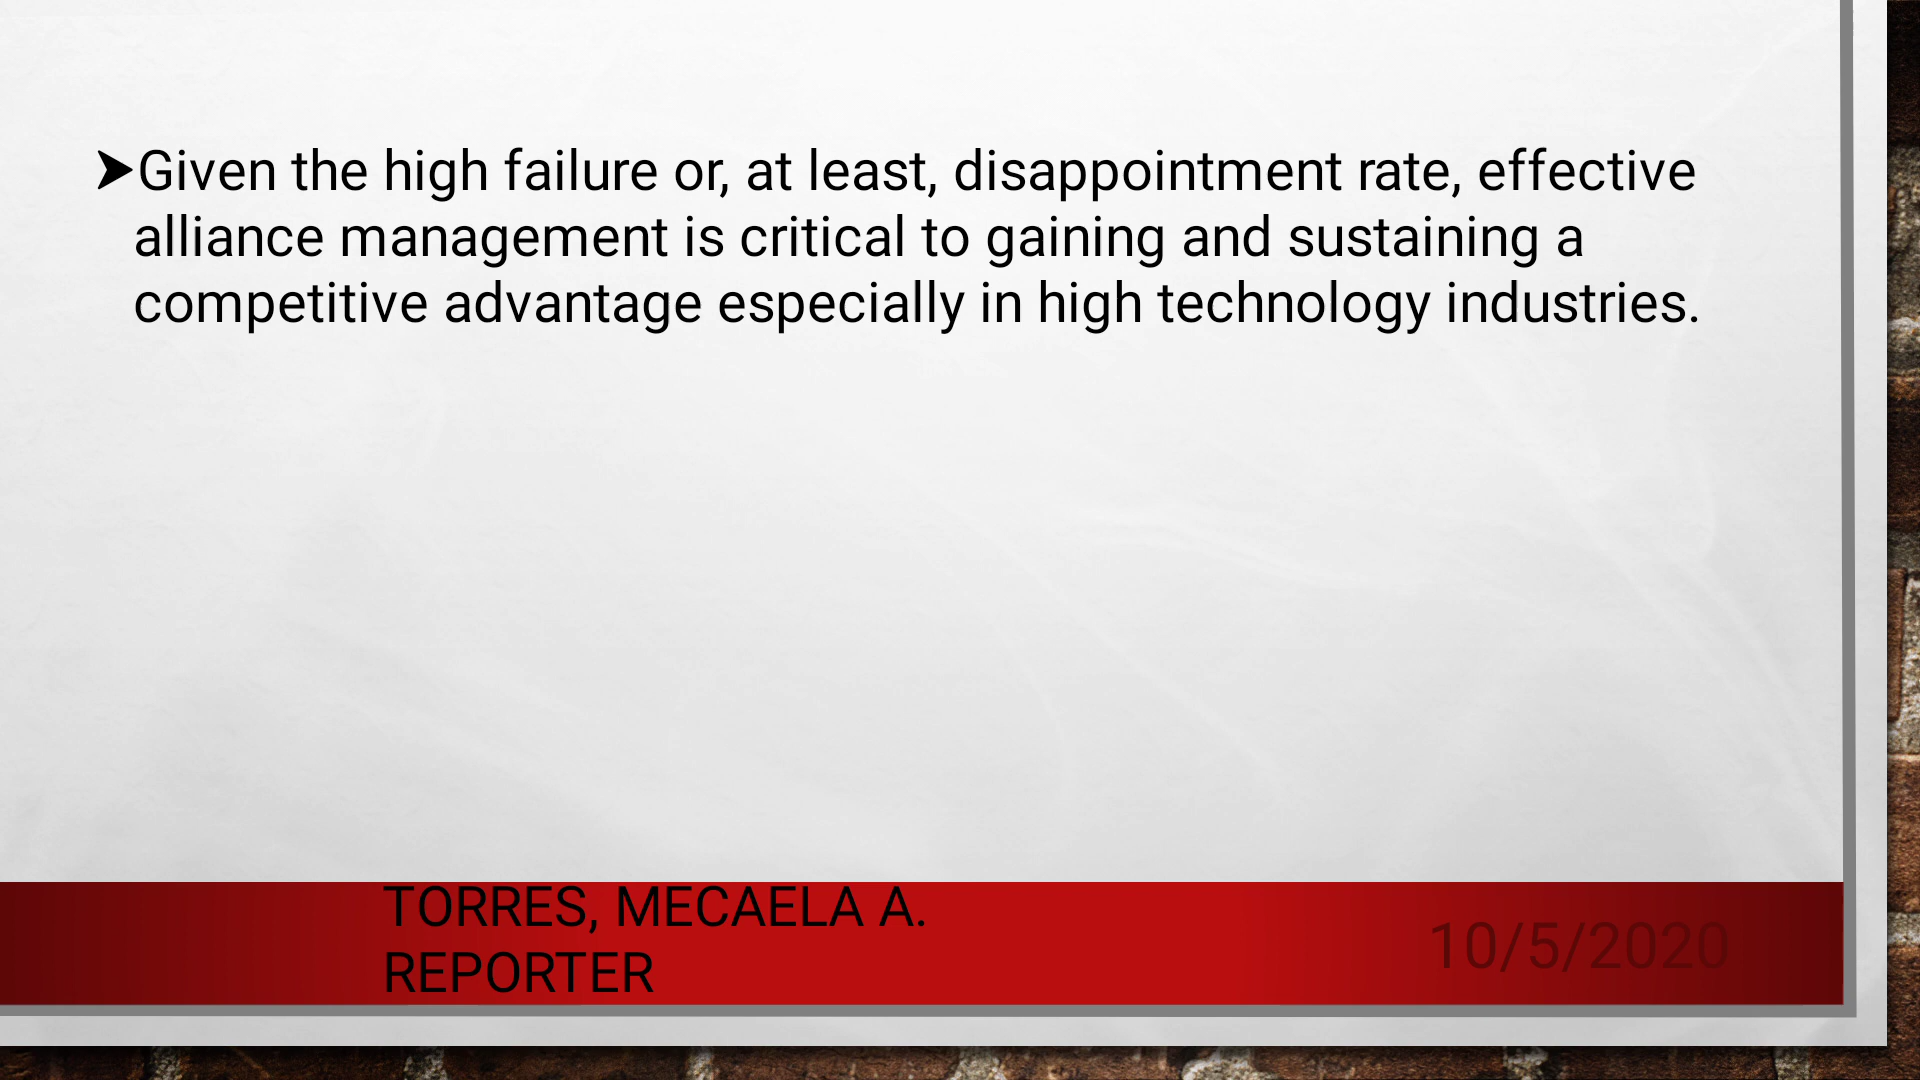 ➤Given the high failure or, at least, disappointment rate, effective
alliance management is critical to gaining and sustaining a
competitive advantage especially in high technology industries.
TORRES, MECAELA A.
REPORTER
10/5/2020